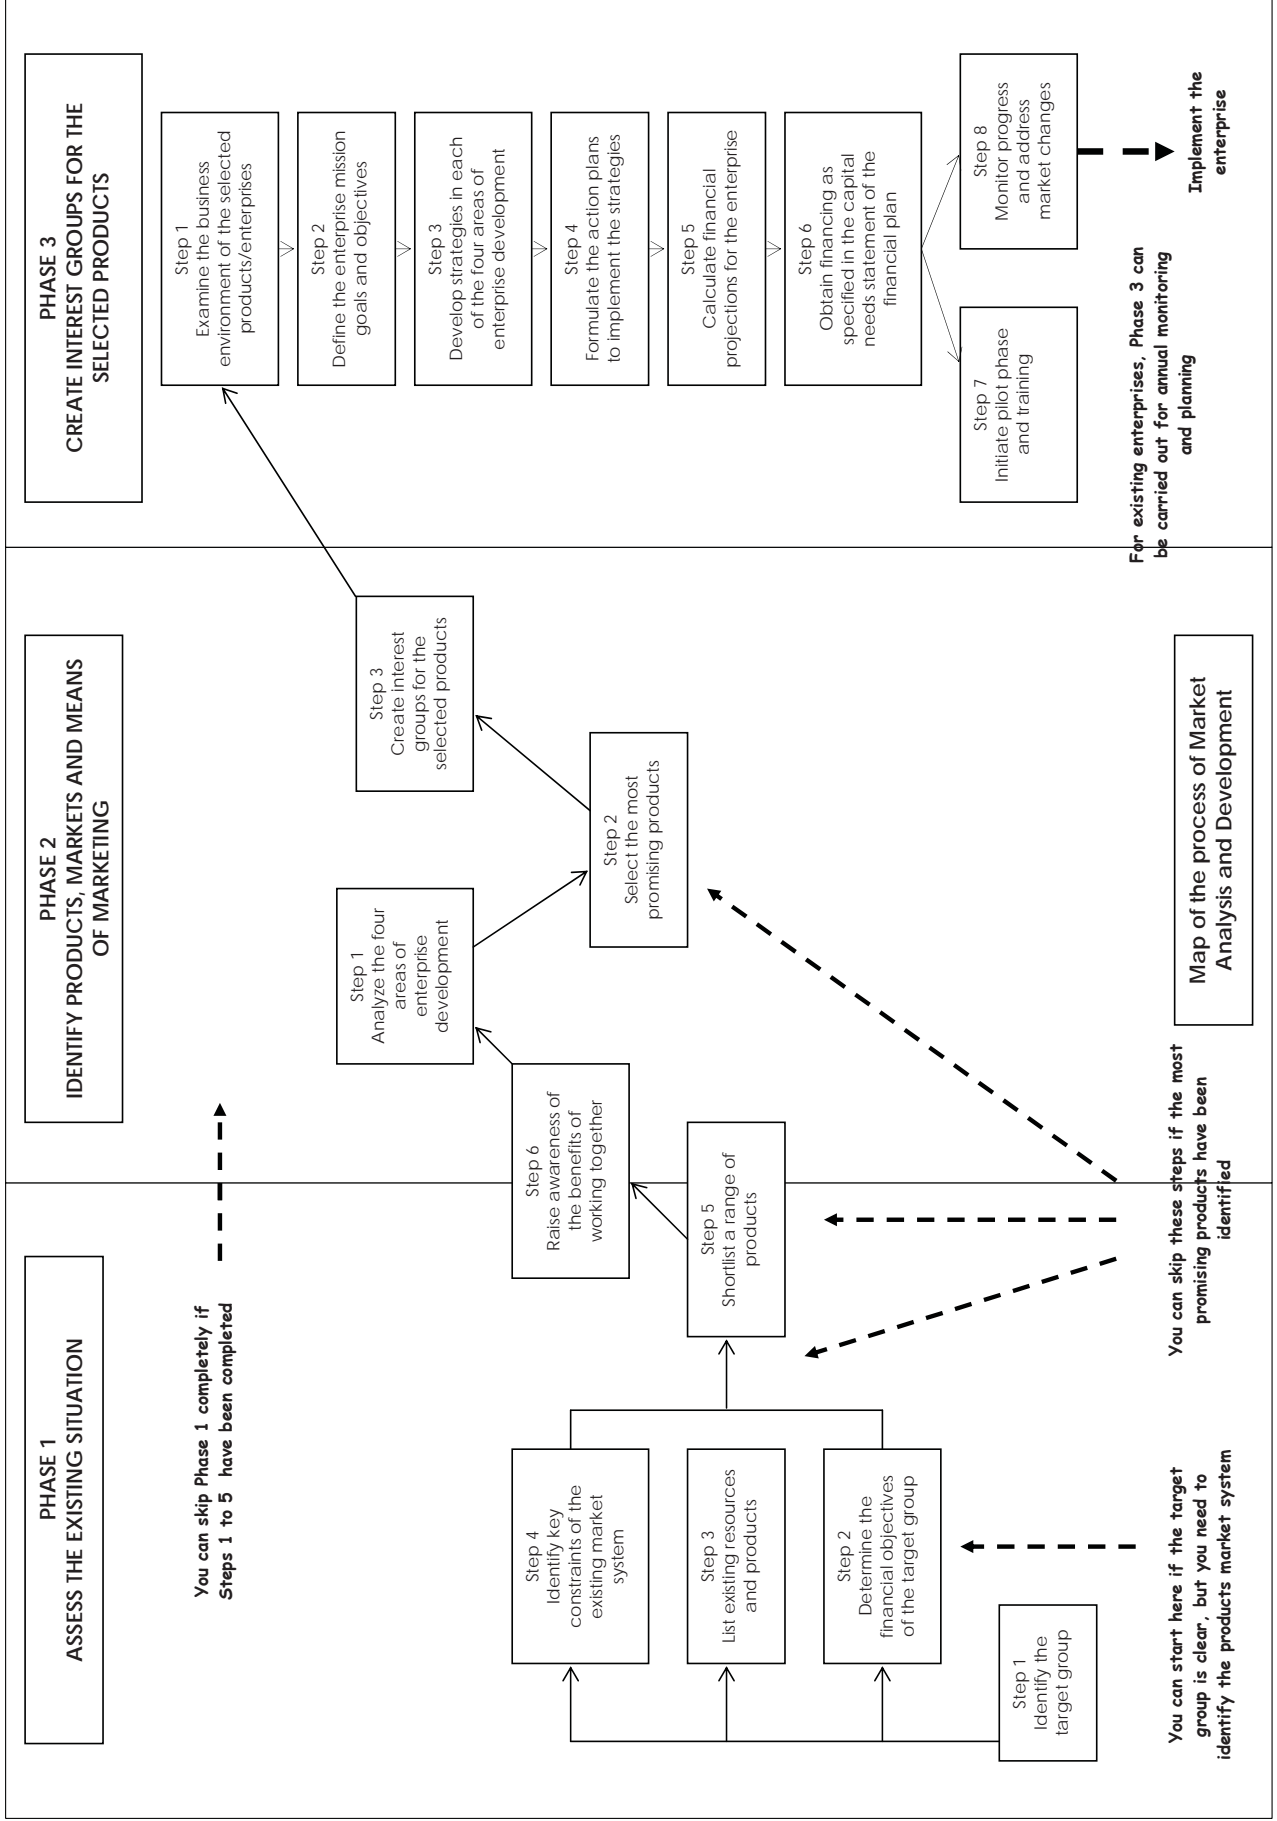 PHASE 1
ASSESS THE EXISTING SITUATION
You can skip Phase 1 completely if
Steps 1 to 5 have been completed
Step 4
Identify key
constraints of the
existing market
system
Step 3
List existing resources
and products
Step 2
Determine the
financial objectives
of the target group
Step 1
Identify the
target group
You can start here if the target
group is clear, but you need to
identify the products market system
Step 6
Raise awareness of
the benefits of
working together
Step 5
Shortlist a range of
products
You can skip these steps if the most
promising products have been
identified
PHASE 2
IDENTIFY PRODUCTS, MARKETS AND MEANS
OF MARKETING
Step 1
Analyze the four
areas of
enterprise
development
Step 2
Select the most
promising products
Step 3
Create interest
groups for the
selected products
Map of the process of Market
Analysis and Development
PHASE 3
CREATE INTEREST GROUPS FOR THE
SELECTED PRODUCTS
Step 1
Examine the business
environment of the selected
products/enterprises
Step 2
Define the enterprise mission
goals and objectives
Step 3
Develop strategies in each
of the four areas of
enterprise development
Step 4
Formulate the action plans
to implement the strategies
Step 5
Calculate financial
projections for the enterprise
Step 6
Obtain financing as
specified in the capital
needs statement of the
financial plan
Step 7
Initiate pilot phase
and training
Step 8
Monitor progress
and address
market changes
For existing enterprises, Phase 3 can
be carried out for annual monitoring
and planning
Implement the
enterprise